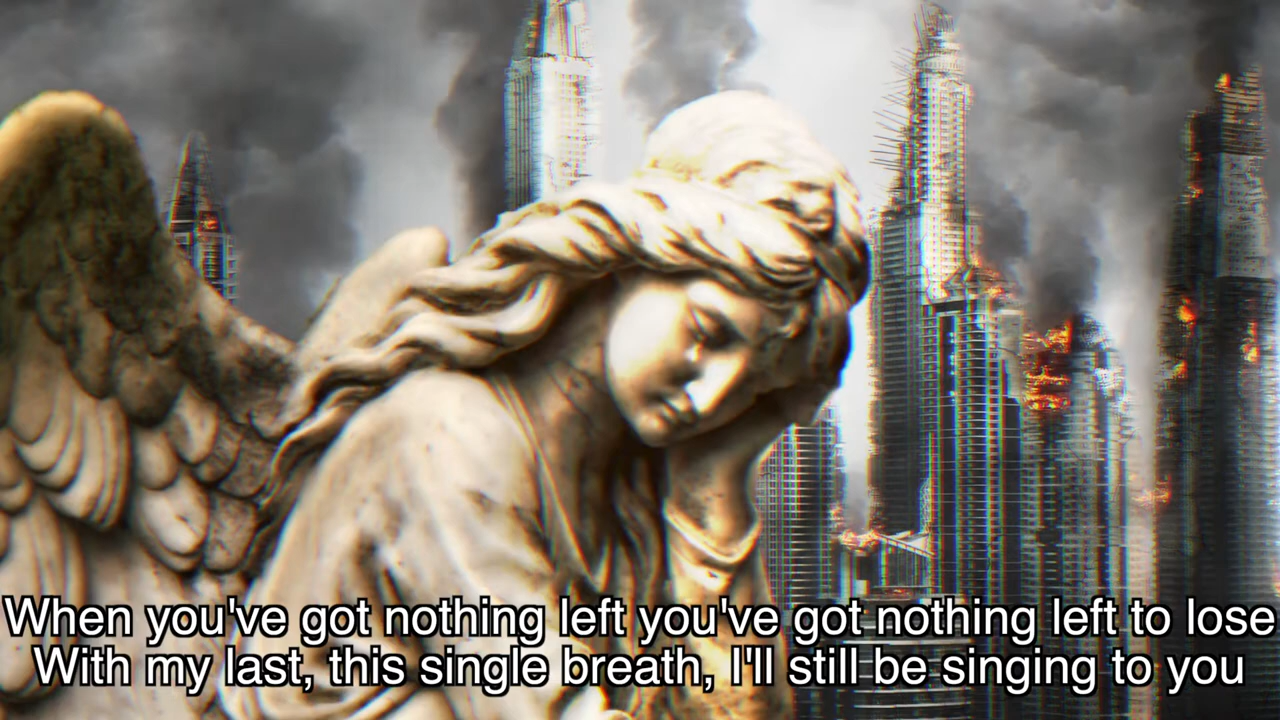 When you've got nothing left you've got nothing left to lose
With my last, this single breath, I'll still be singing to you